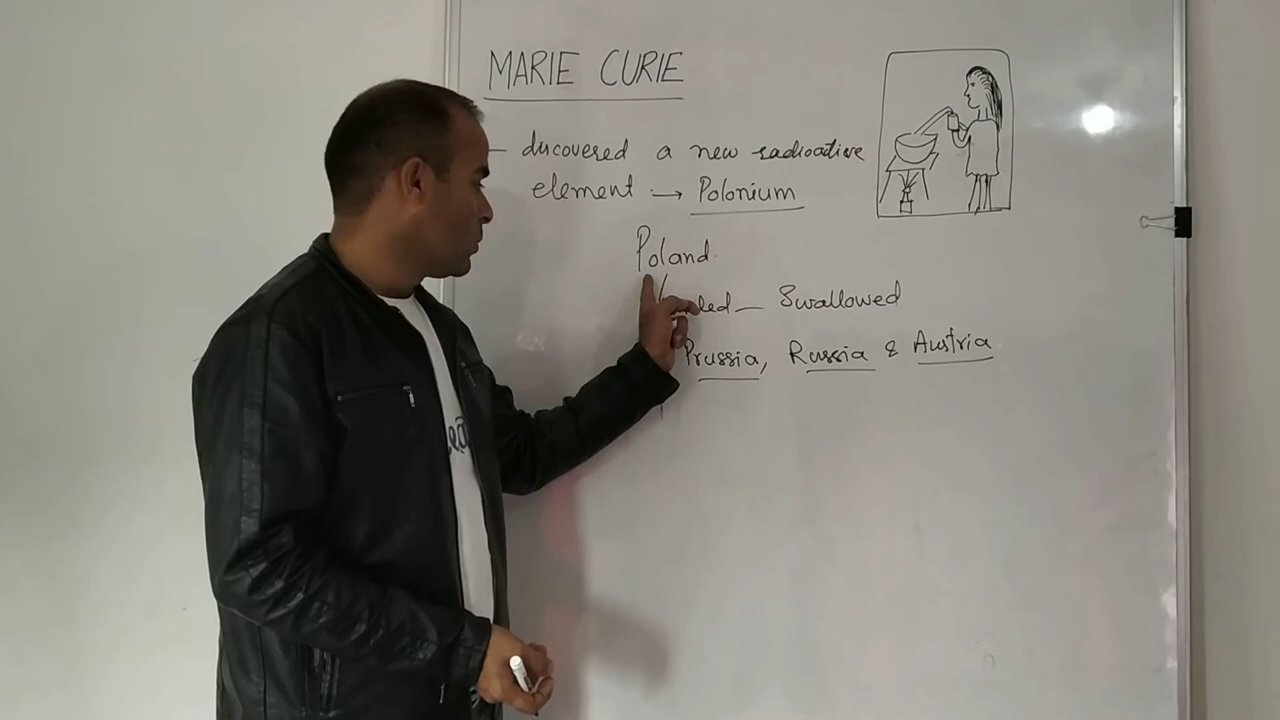 MARIE CURIE
— discovered a new radioactive
element → Polonium
Poland.
— Swallowed
Prussia, Russia & Austria